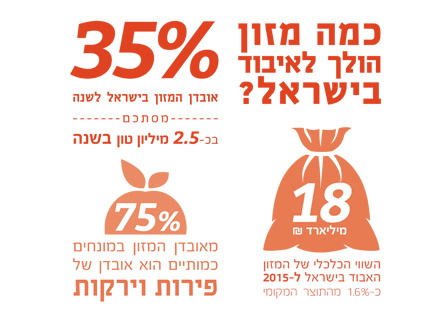 כמה מזון
הולך לאיבוד
בישראל?
35%
אובדן המזון בישראל לשנה
מסתכם
בכ-2.5 מיליון טון בשנה
75%
מאובדן המזון במונחים
כמותיים הוא אובדן של
פירות וירקות
18
מיליארד ₪
השווי הכלכלי של המזון
האבוד בישראל ל-2015
כ-1.6% מהתוצר המקומי